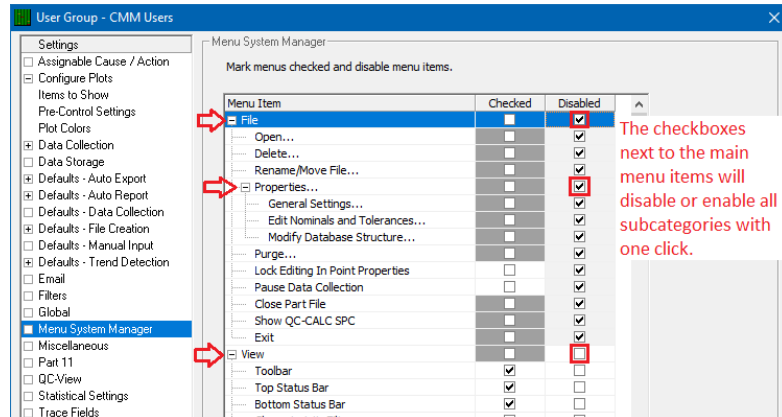 User Group - CMM Users
Settings
Assignable Cause / Action
Configure Plots
Items to Show
Pre-Control Settings
Plot Colors
Data Collection
Data Storage
Defaults - Auto Export
Defaults - Auto Report
Defaults - Data Collection
Defaults - File Creation
Defaults - Manual Input
Defaults - Trend Detection
Email
Filters
Global
Menu System Manager
Miscellaneous
Part 11
QC-View
Statistical Settings
Trace Fields
Menu System Manager
Mark menus checked and disable menu items.
Menu Item Checked Disabled
File
Open...
Delete...
Rename/Move File...
Properties...
General Settings...
Edit Nominals and Tolerances...
Modify Database Structure...
Purge...
Lock Editing In Point Properties
Pause Data Collection
Close Part File
Show QC-CALC SPC
Exit
View
Toolbar
Top Status Bar
Bottom Status Bar
The checkboxes
next to the main
menu items will
disable or enable all
subcategories with
one click.